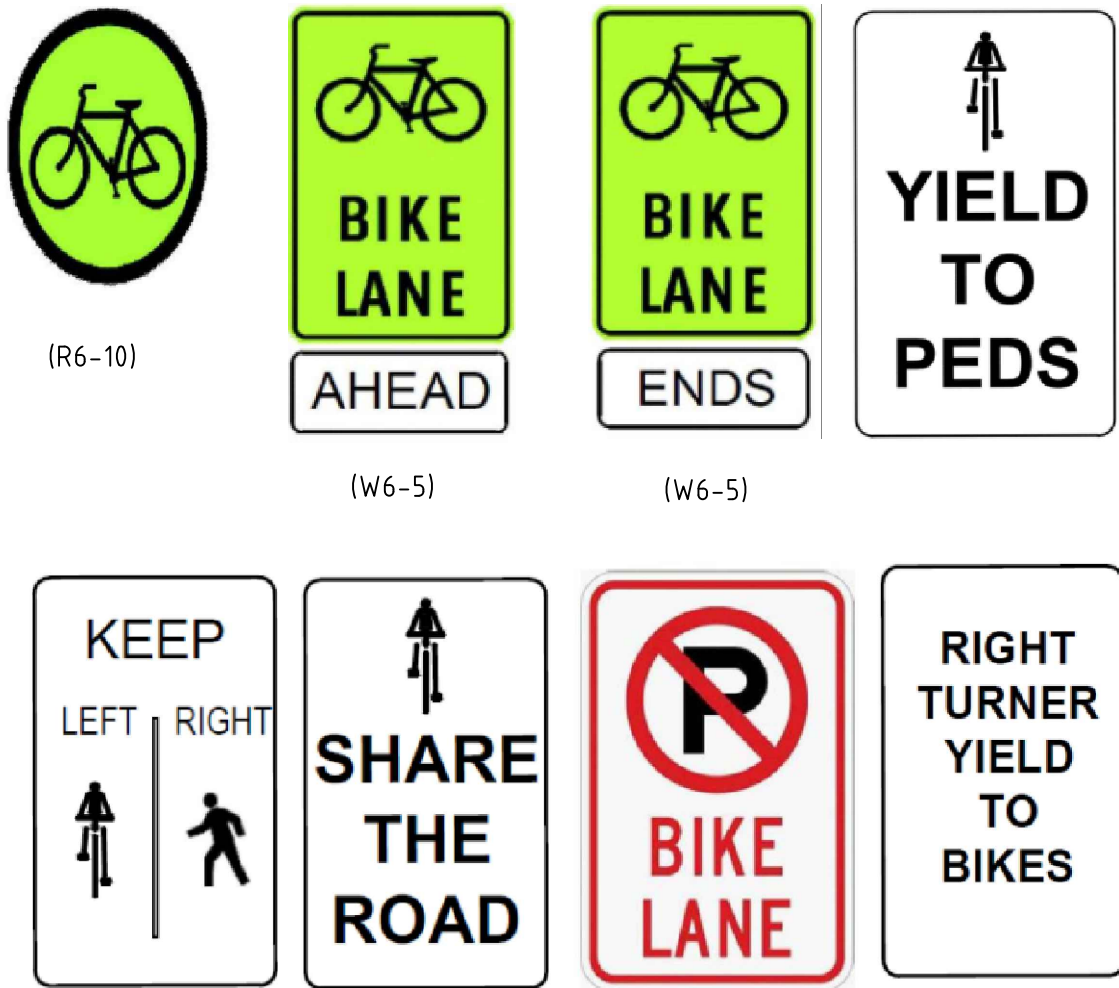 (R6-10)
BIKE
LANE
AHEAD
(W6-5)
BIKE
LANE
ENDS
(W6-5)
YIELD
TO
PEDS
KEEP
LEFT RIGHT
SHARE
THE
ROAD
P
BIKE
LANE
RIGHT
TURNER
YIELD
TO
BIKES